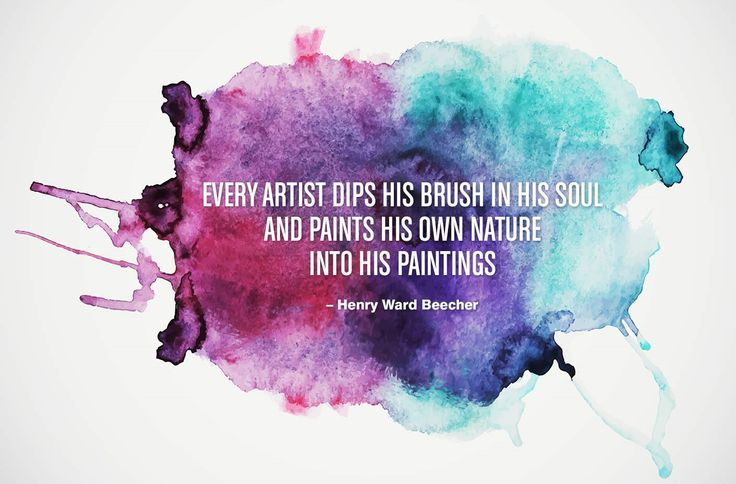 EVERY ARTIST DIPS HIS BRUSH IN HIS SOUL
AND PAINTS HIS OWN NATURE
INTO HIS PAINTINGS
– Henry Ward Beecher